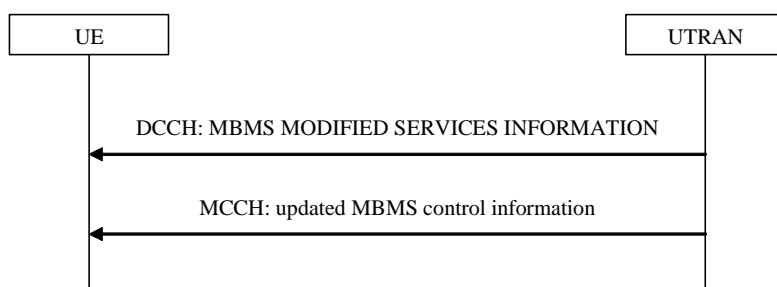 UE
UTRAN
DCCH: MBMS MODIFIED SERVICES INFORMATION
MCCH: updated MBMS control information